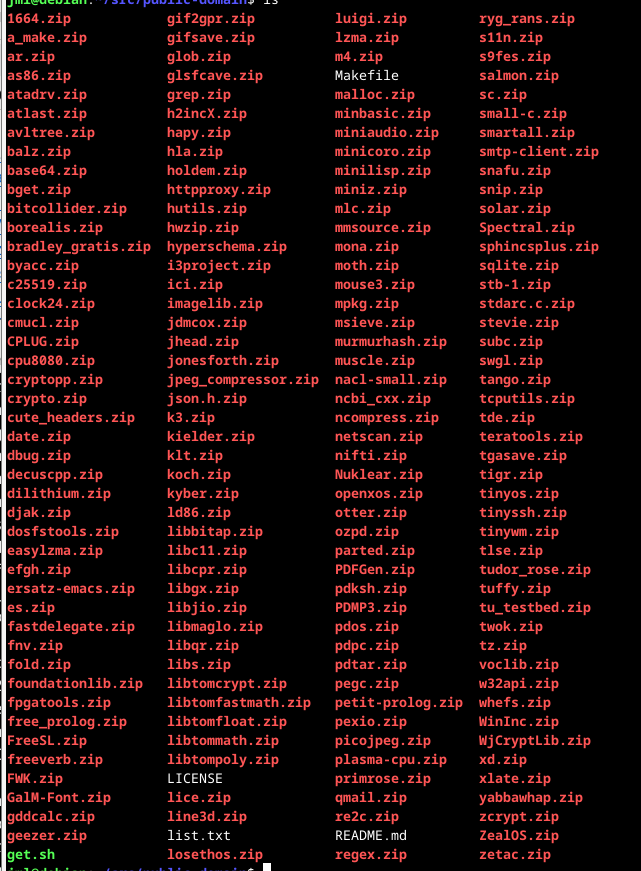 jmi@debian:~/src/public-domain$ ls
1664.zip gif2gpr.zip luigi.zip ryg_rans.zip
a_make.zip gifsave.zip lzma.zip s11n.zip
ar.zip glob.zip m4.zip s9fes.zip
as86.zip glsfcave.zip Makefile salmon.zip
atadrv.zip grep.zip malloc.zip sc.zip
atlast.zip h2incX.zip minbasic.zip small-c.zip
avltree.zip hapy.zip miniaudio.zip smartall.zip
balz.zip hla.zip minicoro.zip smtp-client.zip
base64.zip holdem.zip minilisp.zip snafu.zip
bget.zip httpproxy.zip miniz.zip snip.zip
bitcollider.zip hutils.zip mlc.zip solar.zip
borealis.zip hwzip.zip mmsource.zip Spectral.zip
bradley_gratis.zip hyperschema.zip mona.zip sphincsplus.zip
byacc.zip i3project.zip moth.zip sqlite.zip
c25519.zip ici.zip mouse3.zip stb-1.zip
clock24.zip imagelib.zip mpkg.zip stdarc.c.zip
cmucl.zip jdmcox.zip msieve.zip stevie.zip
CPLUG.zip jhead.zip murmurhash.zip subc.zip
cpu8080.zip jonesforth.zip muscle.zip swgl.zip
cryptopp.zip jpeg_compressor.zip nacl-small.zip tango.zip
crypto.zip json.h.zip ncbi_cxx.zip tcputils.zip
cute_headers.zip k3.zip ncompress.zip tde.zip
date.zip kielder.zip netscan.zip teratools.zip
dbug.zip klt.zip nifti.zip tgasave.zip
decuscpp.zip koch.zip Nuklear.zip tigr.zip
dilithium.zip kyber.zip openxos.zip tinyos.zip
djak.zip ld86.zip otter.zip tinyssh.zip
dosfstools.zip libbitap.zip ozpd.zip tinywm.zip
easylzma.zip libc11.zip parted.zip tlse.zip
efgh.zip libcpr.zip PDFGen.zip tudor_rose.zip
ersatz-emacs.zip libgx.zip pdksh.zip tuffy.zip
es.zip libjio.zip PDMP3.zip tu_testbed.zip
fastdelegate.zip libmaglo.zip pdos.zip twok.zip
fnv.zip libqr.zip pdpc.zip tz.zip
fold.zip libs.zip pdtar.zip voclib.zip
foundationlib.zip libtomcrypt.zip pegc.zip w32api.zip
fpgatools.zip libtomfastmath.zip petit-prolog.zip whefs.zip
free_prolog.zip libtomfloat.zip pexio.zip WinInc.zip
FreeSL.zip libtommath.zip picojpeg.zip WjCryptLib.zip
freeverb.zip libtompoly.zip plasma-cpu.zip xd.zip
FWK.zip LICENSE primrose.zip xlate.zip
GalM-Font.zip lice.zip qmail.zip yabbawhap.zip
gddcalc.zip line3d.zip re2c.zip zcrypt.zip
geezer.zip list.txt README.md ZealOS.zip
get.sh losethos.zip regex.zip zetac.zip